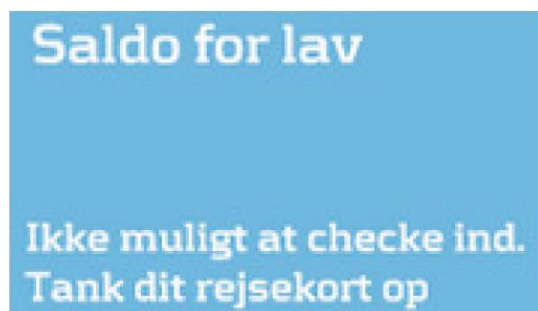 Saldo for lav
Ikke muligt at checke ind.
Tank dit rejsekort op